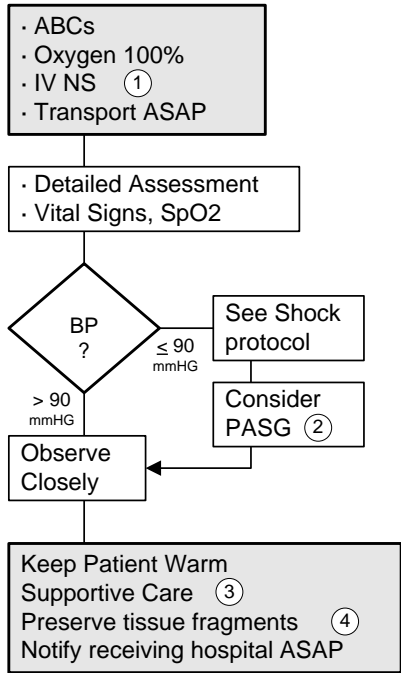 · ABCs
· Oxygen 100%
· IV NS 1
· Transport ASAP
· Detailed Assessment
· Vital Signs, SpO2
BP
?
≤ 90
mmHG
See Shock
protocol
Consider
PASG 2
> 90
mmHG
Observe
Closely
Keep Patient Warm
Supportive Care 3
Preserve tissue fragments 4
Notify receiving hospital ASAP